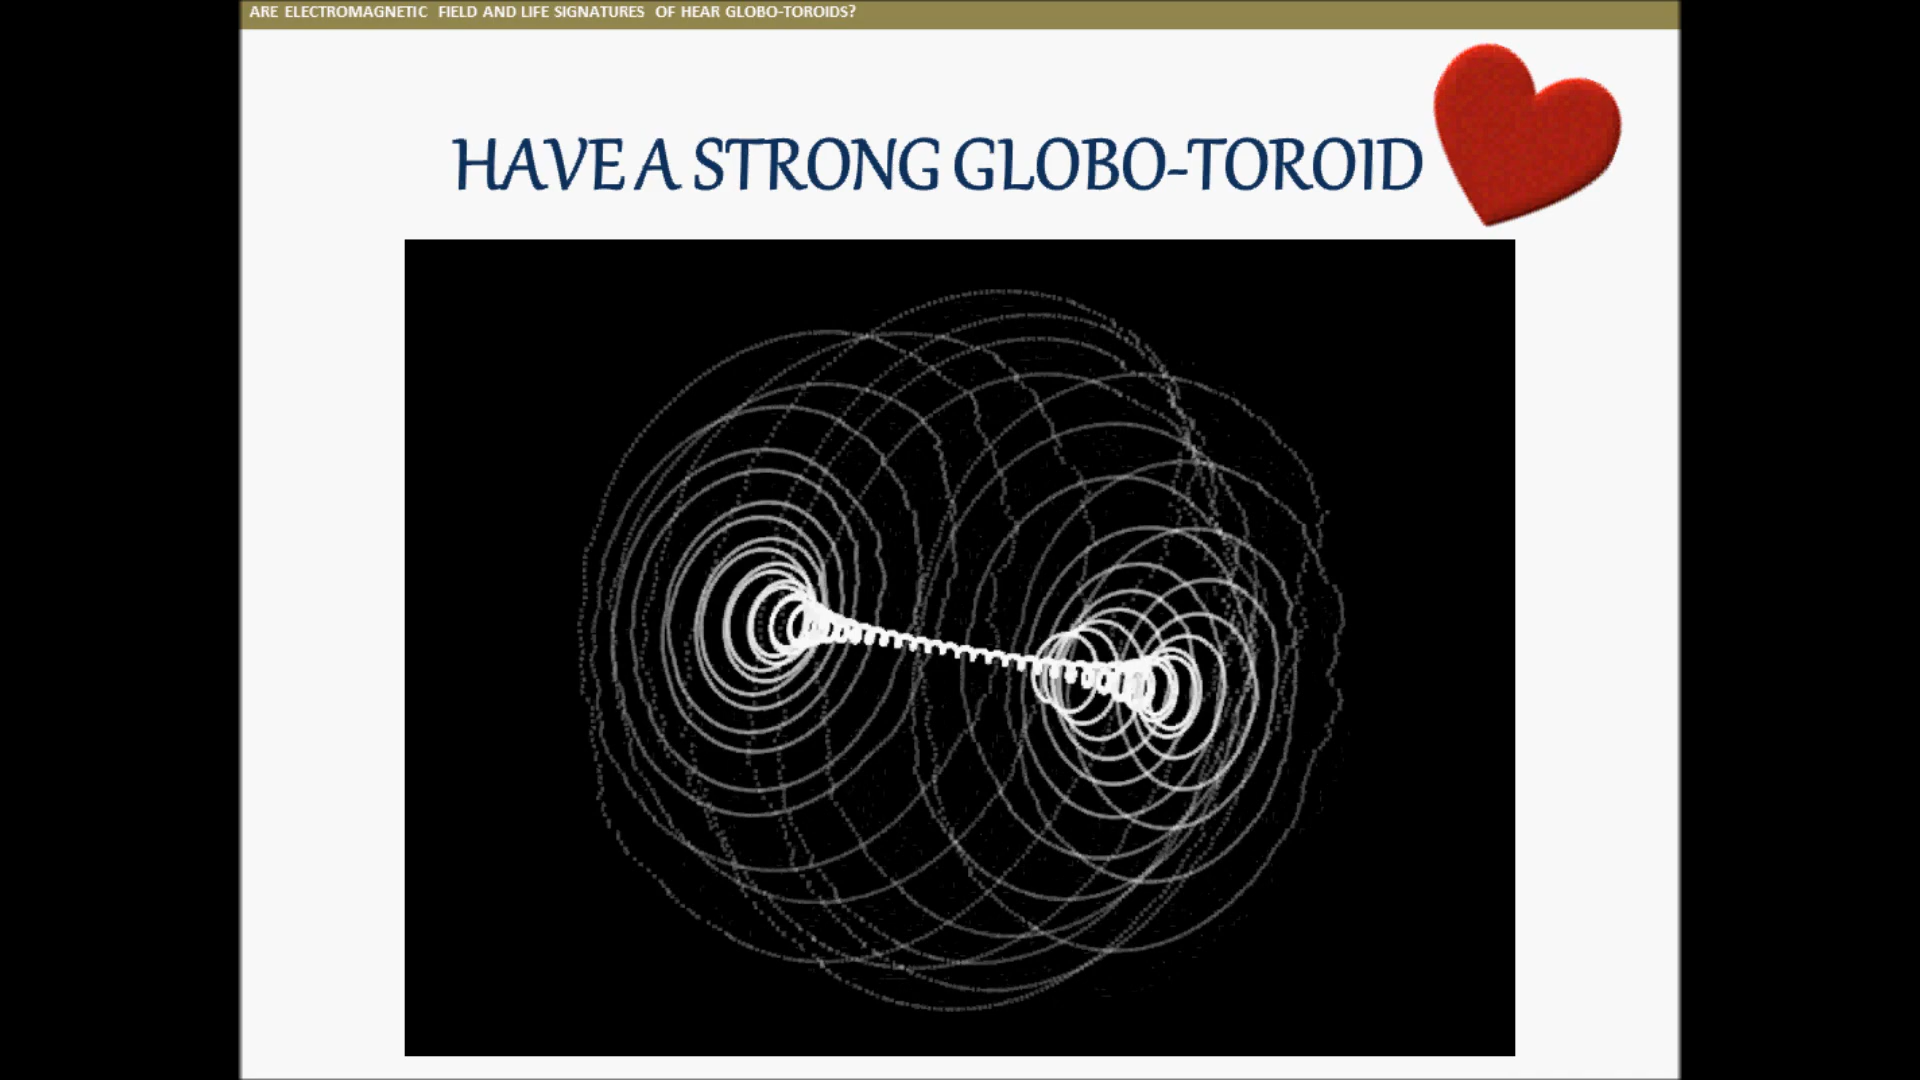 ARE ELECTROMAGNETIC FIELD AND LIFE SIGNATURES OF HEAR GLOBO-TOROIDS?
HAVE A STRONG GLOBO-TOROID